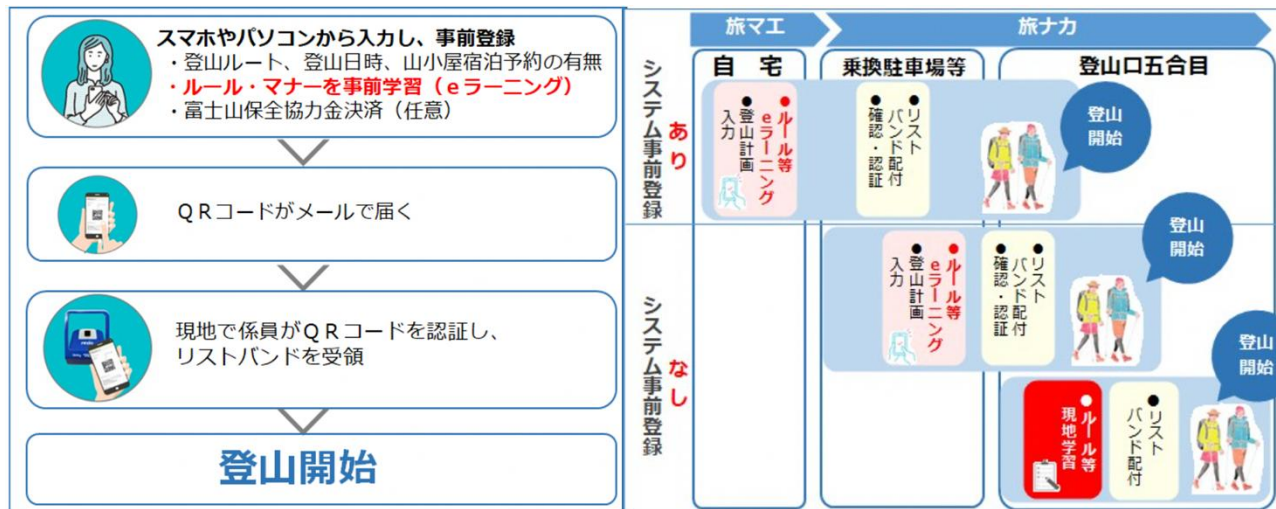 スマホやパソコンから入力し、事前登録
・登山ルート、登山日時、山小屋宿泊予約の有無
・ルール・マナーを事前学習(eラーニング)
・富士山保全協力金決済(任意)
QRコードがメールで届く
現地で係員がQRコードを認証し、
リストバンドを受領
登山開始
旅マエ
旅ナカ
自 宅
乗換駐車場等
登山口五合目
システム事前登録
あり
●ルール等
eラーニング
●登山計画
入力
●リスト
バンド配付
●確認・認証
登山
開始
システム事前登録
なし
●ルール等
eラーニング
●登山計画
入力
●リスト
バンド配付
●確認・認証
登山
開始
●ルール等
現地学習
●リスト
バンド配付
登山
開始